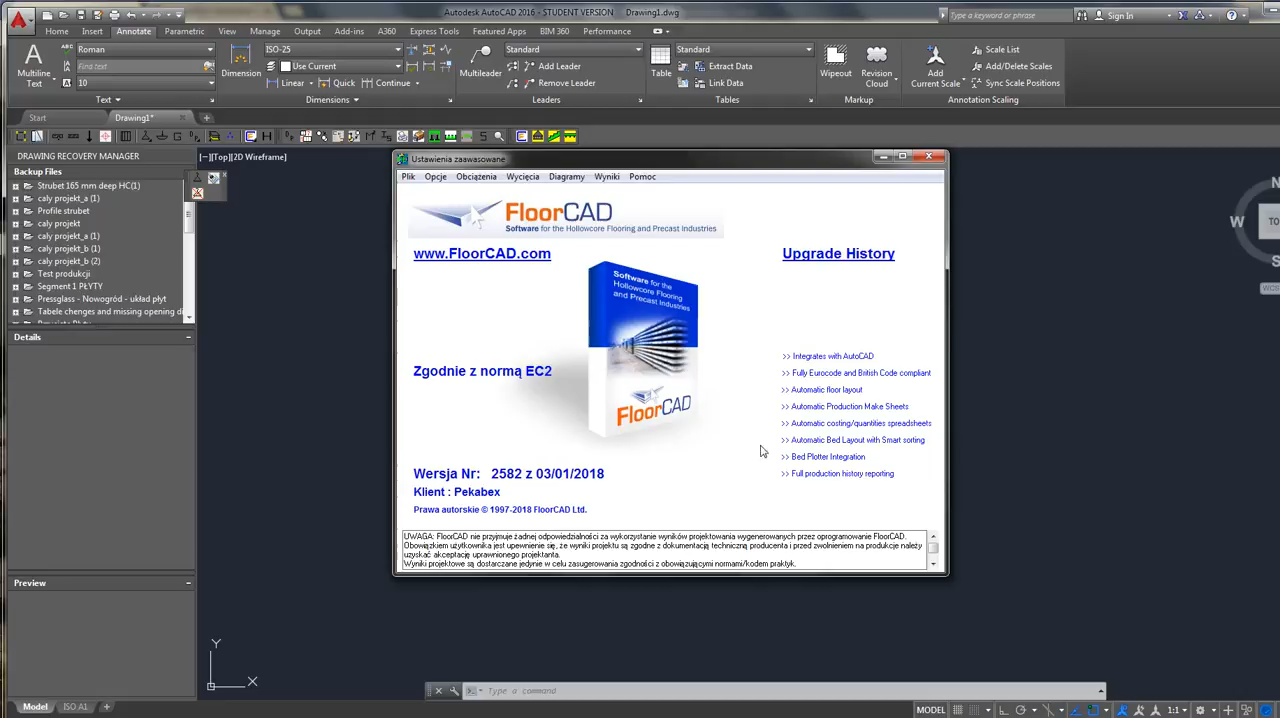 Autodesk AutoCAD 2016 - STUDENT VERSION Drawing1.dwg
Type a keyword or phrase
Sign In
Home Insert Annotate Parametric View Manage Output Add-ins A360 Express Tools Featured Apps BIM 360 Performance
Multiline Text
Roman
Find text
10
Text
Dimension
ISO-25
Use Current
Linear Quick Continue
Dimensions
Multileader
Standard
Add Leader
Remove Leader
Leaders
Table
Standard
Extract Data
Link Data
Tables
Wipeout
Revision Cloud
Markup
Add Current Scale
Scale List
Add/Delete Scales
Sync Scale Positions
Annotation Scaling
Start Drawing1*
DRAWING RECOVERY MANAGER
Backup Files
Strubet 165 mm deep HC(1)
caly projekt_a (1)
Profile strubet
caly projekt
caly projekt_a (1)
caly projekt_b (1)
caly projekt_b (2)
Test produkcji
Segment 1 PŁYTY
Pressglass - Nowogród - układ płyt
Tabele changes and missing opening di
Details
Preview
[−][Top][2D Wireframe]
Ustawienia zaawasowane
Plik Opcje Obciążenia Wycięcia Diagramy Wyniki Pomoc
FloorCAD
Software for the Hollowcore Flooring and Precast Industries
www.FloorCAD.com
Upgrade History
Software for the
Hollowcore Flooring
and Precast Industries
FloorCAD
Zgodnie z normą EC2
>> Integrates with AutoCAD
>> Fully Eurocode and British Code compliant
>> Automatic floor layout
>> Automatic Production Make Sheets
>> Automatic costing/quantities spreadsheets
>> Automatic Bed Layout with Smart sorting
>> Bed Plotter Integration
>> Full production history reporting
Wersja Nr: 2582 z 03/01/2018
Klient : Pekabex
Prawa autorskie © 1997-2018 FloorCAD Ltd.
UWAGA: FloorCAD nie przyjmuje żadnej odpowiedzialności za wykorzystanie wyników projektowania wygenerowanych przez oprogramowanie FloorCAD.
Obowiązkiem użytkownika jest upewnienie się, że wyniki projektu są zgodne z dokumentacją techniczną producenta i przed zwolnieniem na produkcje należy
uzyskać akceptację uprawnionego projektanta.
Wyniki projektowe są dostarczane jedynie w celu zasugerowania zgodności z obowiązującymi normami/kodem praktyk.
N
W
TO
S
Y
X
Type a command
Model ISO A1
MODEL
1:1